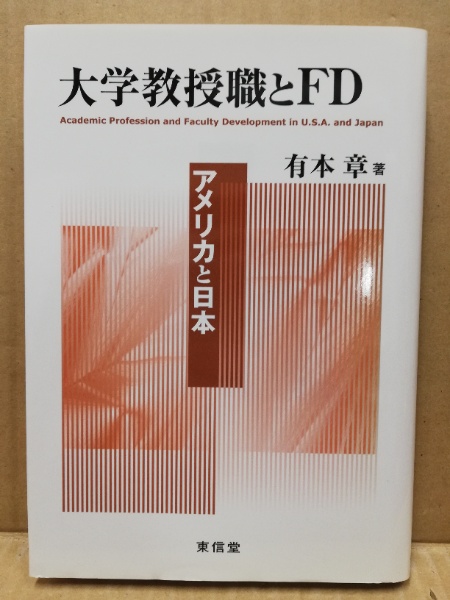 大学教授職とFD
Academic Profession and Faculty Development in U.S.A. and Japan
有本 章 著
アメリカと日本
東信堂